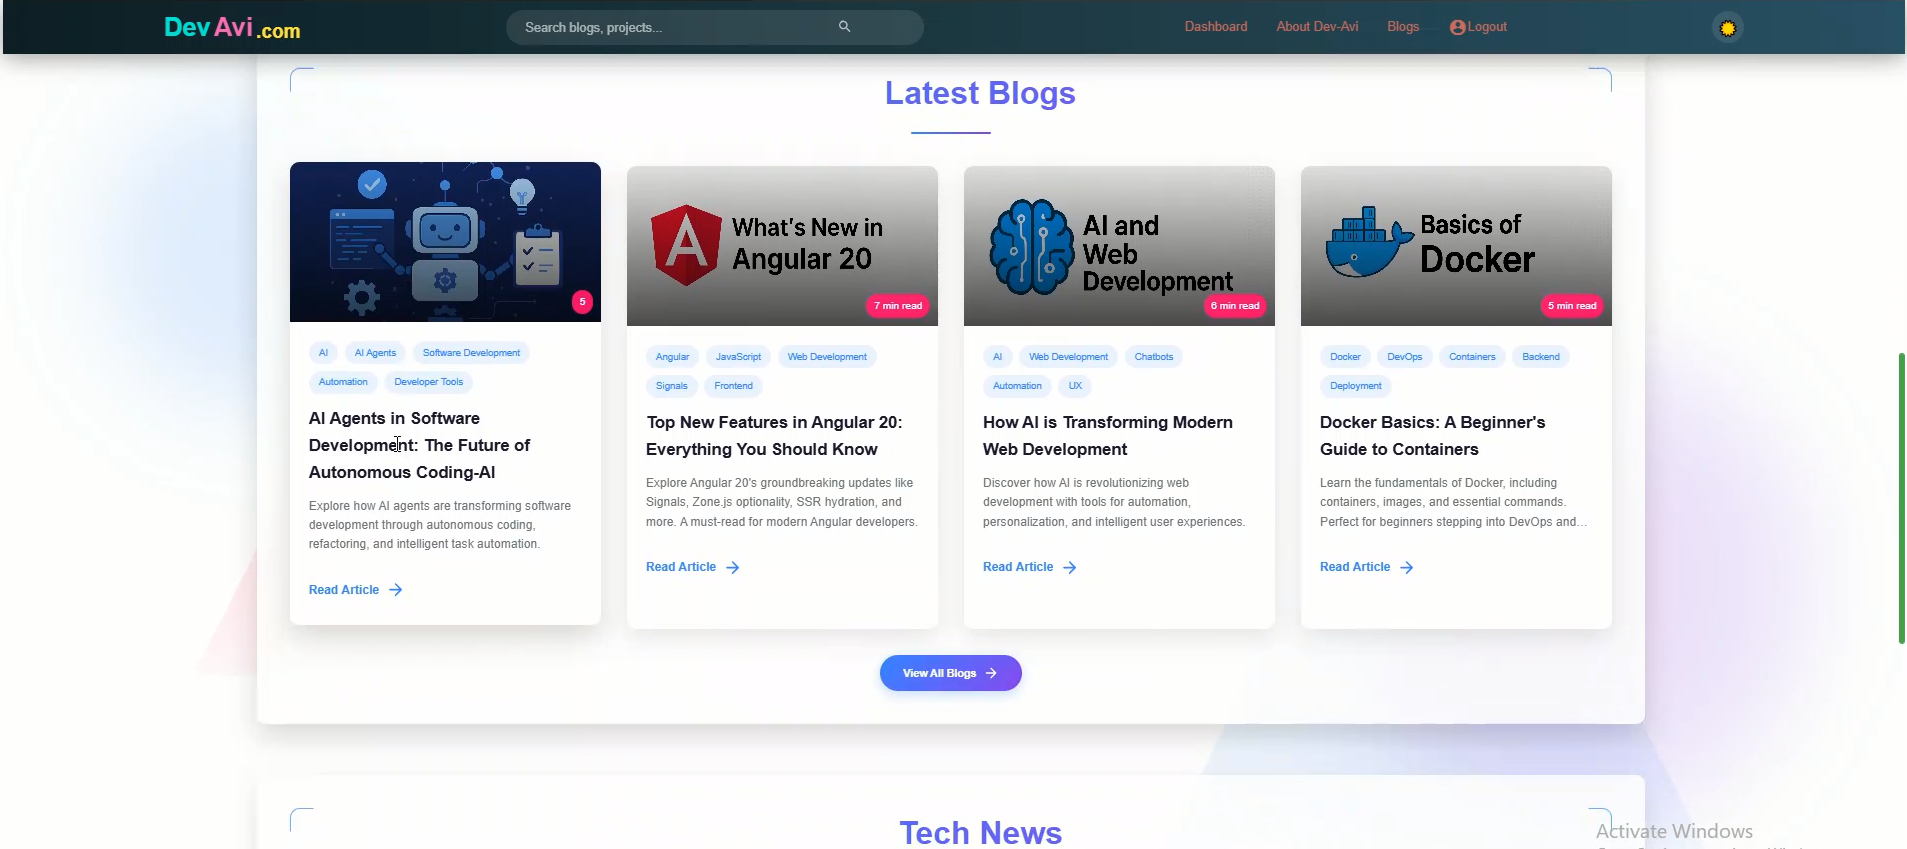 DevAvi.com
Search blogs, projects...
Dashboard
About Dev-Avi
Blogs
Logout
Latest Blogs
5
AI
AI Agents
Software Development
Automation
Developer Tools
AI Agents in Software
Development: The Future of
Autonomous Coding-AI
Explore how AI agents are transforming software
development through autonomous coding,
refactoring, and intelligent task automation.
Read Article
What's New in
Angular 20
7 min read
Angular
JavaScript
Web Development
Signals
Frontend
Top New Features in Angular 20:
Everything You Should Know
Explore Angular 20's groundbreaking updates like
Signals, Zone.js optionality, SSR hydration, and
more. A must-read for modern Angular developers.
Read Article
AI and
Web
Development
6 min read
AI
Web Development
Chatbots
Automation
UX
How AI is Transforming Modern
Web Development
Discover how AI is revolutionizing web
development with tools for automation,
personalization, and intelligent user experiences.
Read Article
Basics of
Docker
5 min read
Docker
DevOps
Containers
Backend
Deployment
Docker Basics: A Beginner's
Guide to Containers
Learn the fundamentals of Docker, including
containers, images, and essential commands.
Perfect for beginners stepping into DevOps and...
Read Article
View All Blogs
Tech News
Activate Windows